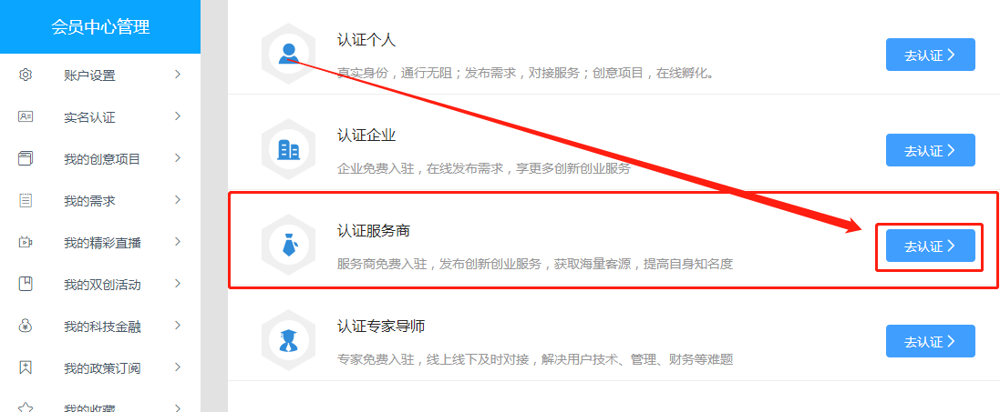 会员中心管理
账户设置
实名认证
我的创意项目
我的需求
我的精彩直播
我的双创活动
我的科技金融
我的政策订阅
我的收藏
认证个人
真实身份，通行无阻；发布需求，对接服务；创意项目，在线孵化。
去认证
认证企业
企业免费入驻，在线发布需求，享更多创新创业服务
去认证
认证服务商
服务商免费入驻，发布创新创业服务，获取海量客源，提高自身知名度
去认证
认证专家导师
专家免费入驻，线上线下及时对接，解决用户技术、管理、财务等难题
去认证